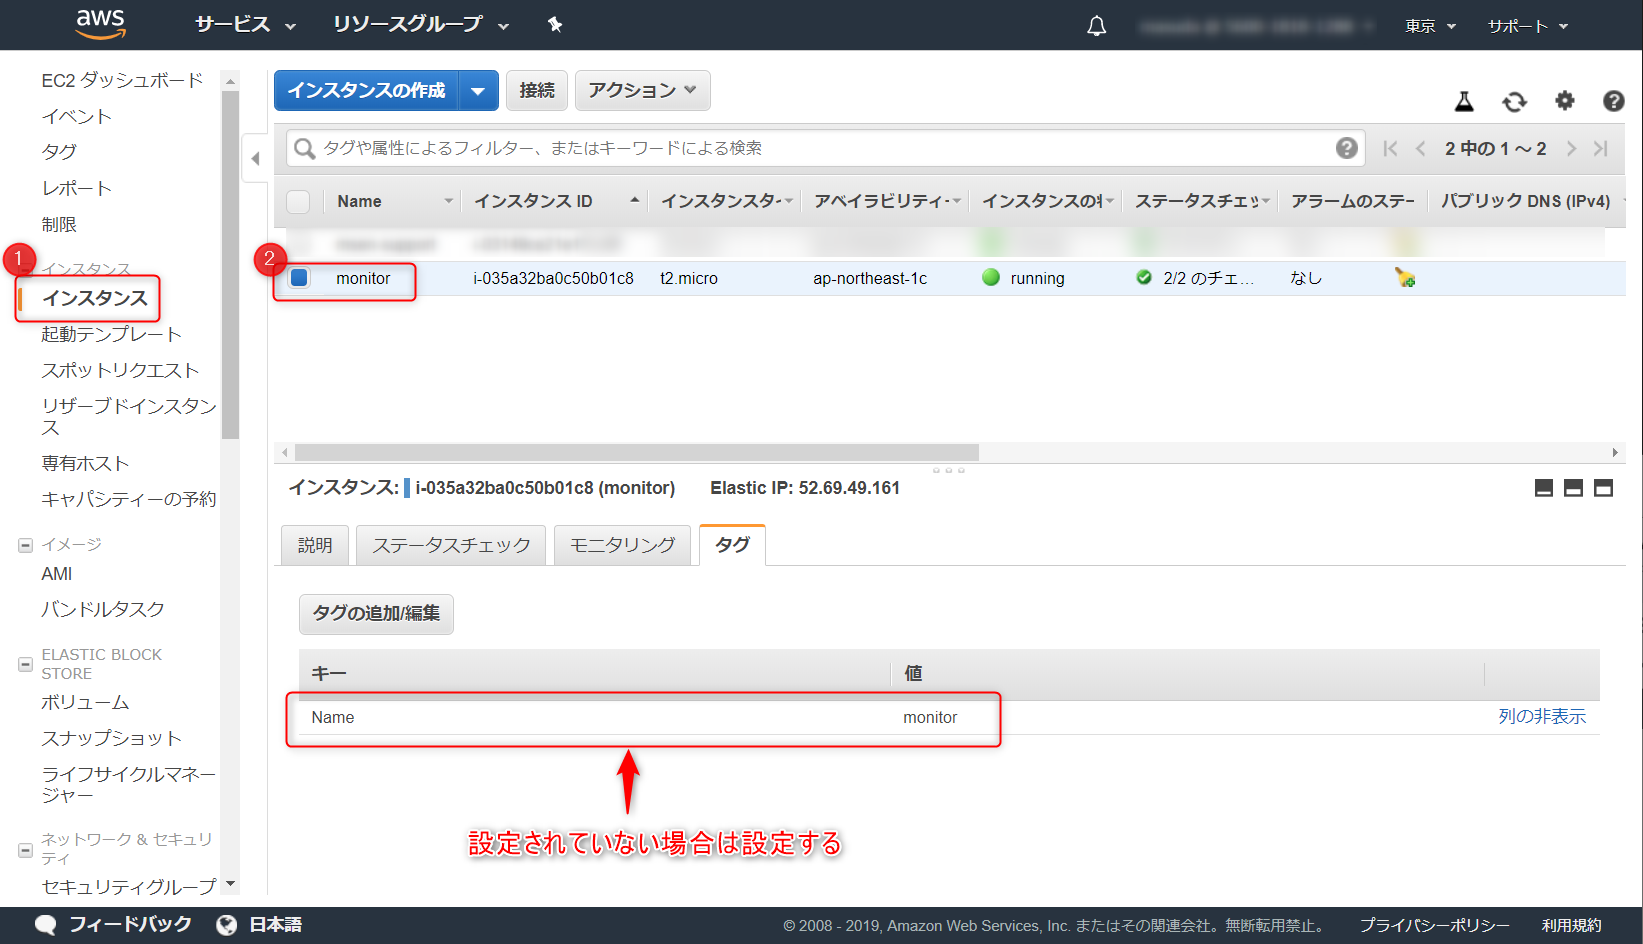 aws
サービス
リソースグループ
東京
サポート
EC2 ダッシュボード
イベント
タグ
レポート
制限
1
インスタンス
インスタンス
起動テンプレート
スポットリクエスト
リザーブドインスタン
ス
専有ホスト
キャパシティーの予約
イメージ
AMI
バンドルタスク
ELASTIC BLOCK
STORE
ボリューム
スナップショット
ライフサイクルマネー
ジャー
ネットワーク & セキュリ
ティ
セキュリティグループ
インスタンスの作成
接続
アクション
タグや属性によるフィルター、またはキーワードによる検索
2 中の 1 ～ 2
Name インスタンス ID インスタンスタ アベイラビリティ インスタンスの ステータスチェッ アラームのステー パブリック DNS (IPv4)
2
monitor i-035a32ba0c50b01c8 t2.micro ap-northeast-1c running 2/2 のチェ… なし
インスタンス: i-035a32ba0c50b01c8 (monitor) Elastic IP: 52.69.49.161
説明 ステータスチェック モニタリング タグ
タグの追加/編集
キー 値
Name monitor 列の非表示
設定されていない場合は設定する
フィードバック 日本語 © 2008 - 2019, Amazon Web Services, Inc. またはその関連会社。無断転用禁止。 プライバシーポリシー 利用規約